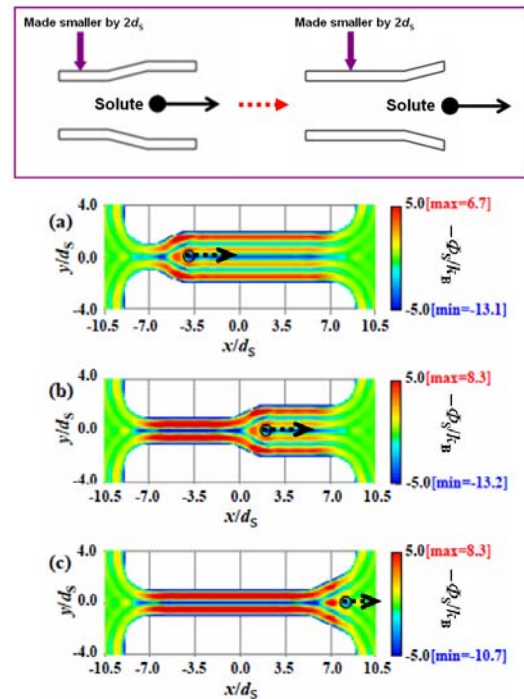 Made smaller by 2dₛ
Made smaller by 2dₛ
Solute
Solute
(a)
4.0
0.0
-4.0
y/dₛ
-10.5 -7.0 -3.5 0.0 3.5 7.0 10.5
x/dₛ
5.0[max=6.7]
-5.0[min=-13.1]
−Φₛ/k_B
(b)
4.0
0.0
-4.0
y/dₛ
-10.5 -7.0 -3.5 0.0 3.5 7.0 10.5
x/dₛ
5.0[max=8.3]
-5.0[min=-13.2]
−Φₛ/k_B
(c)
4.0
0.0
-4.0
y/dₛ
-10.5 -7.0 -3.5 0.0 3.5 7.0 10.5
x/dₛ
5.0[max=8.3]
-5.0[min=-10.7]
−Φₛ/k_B